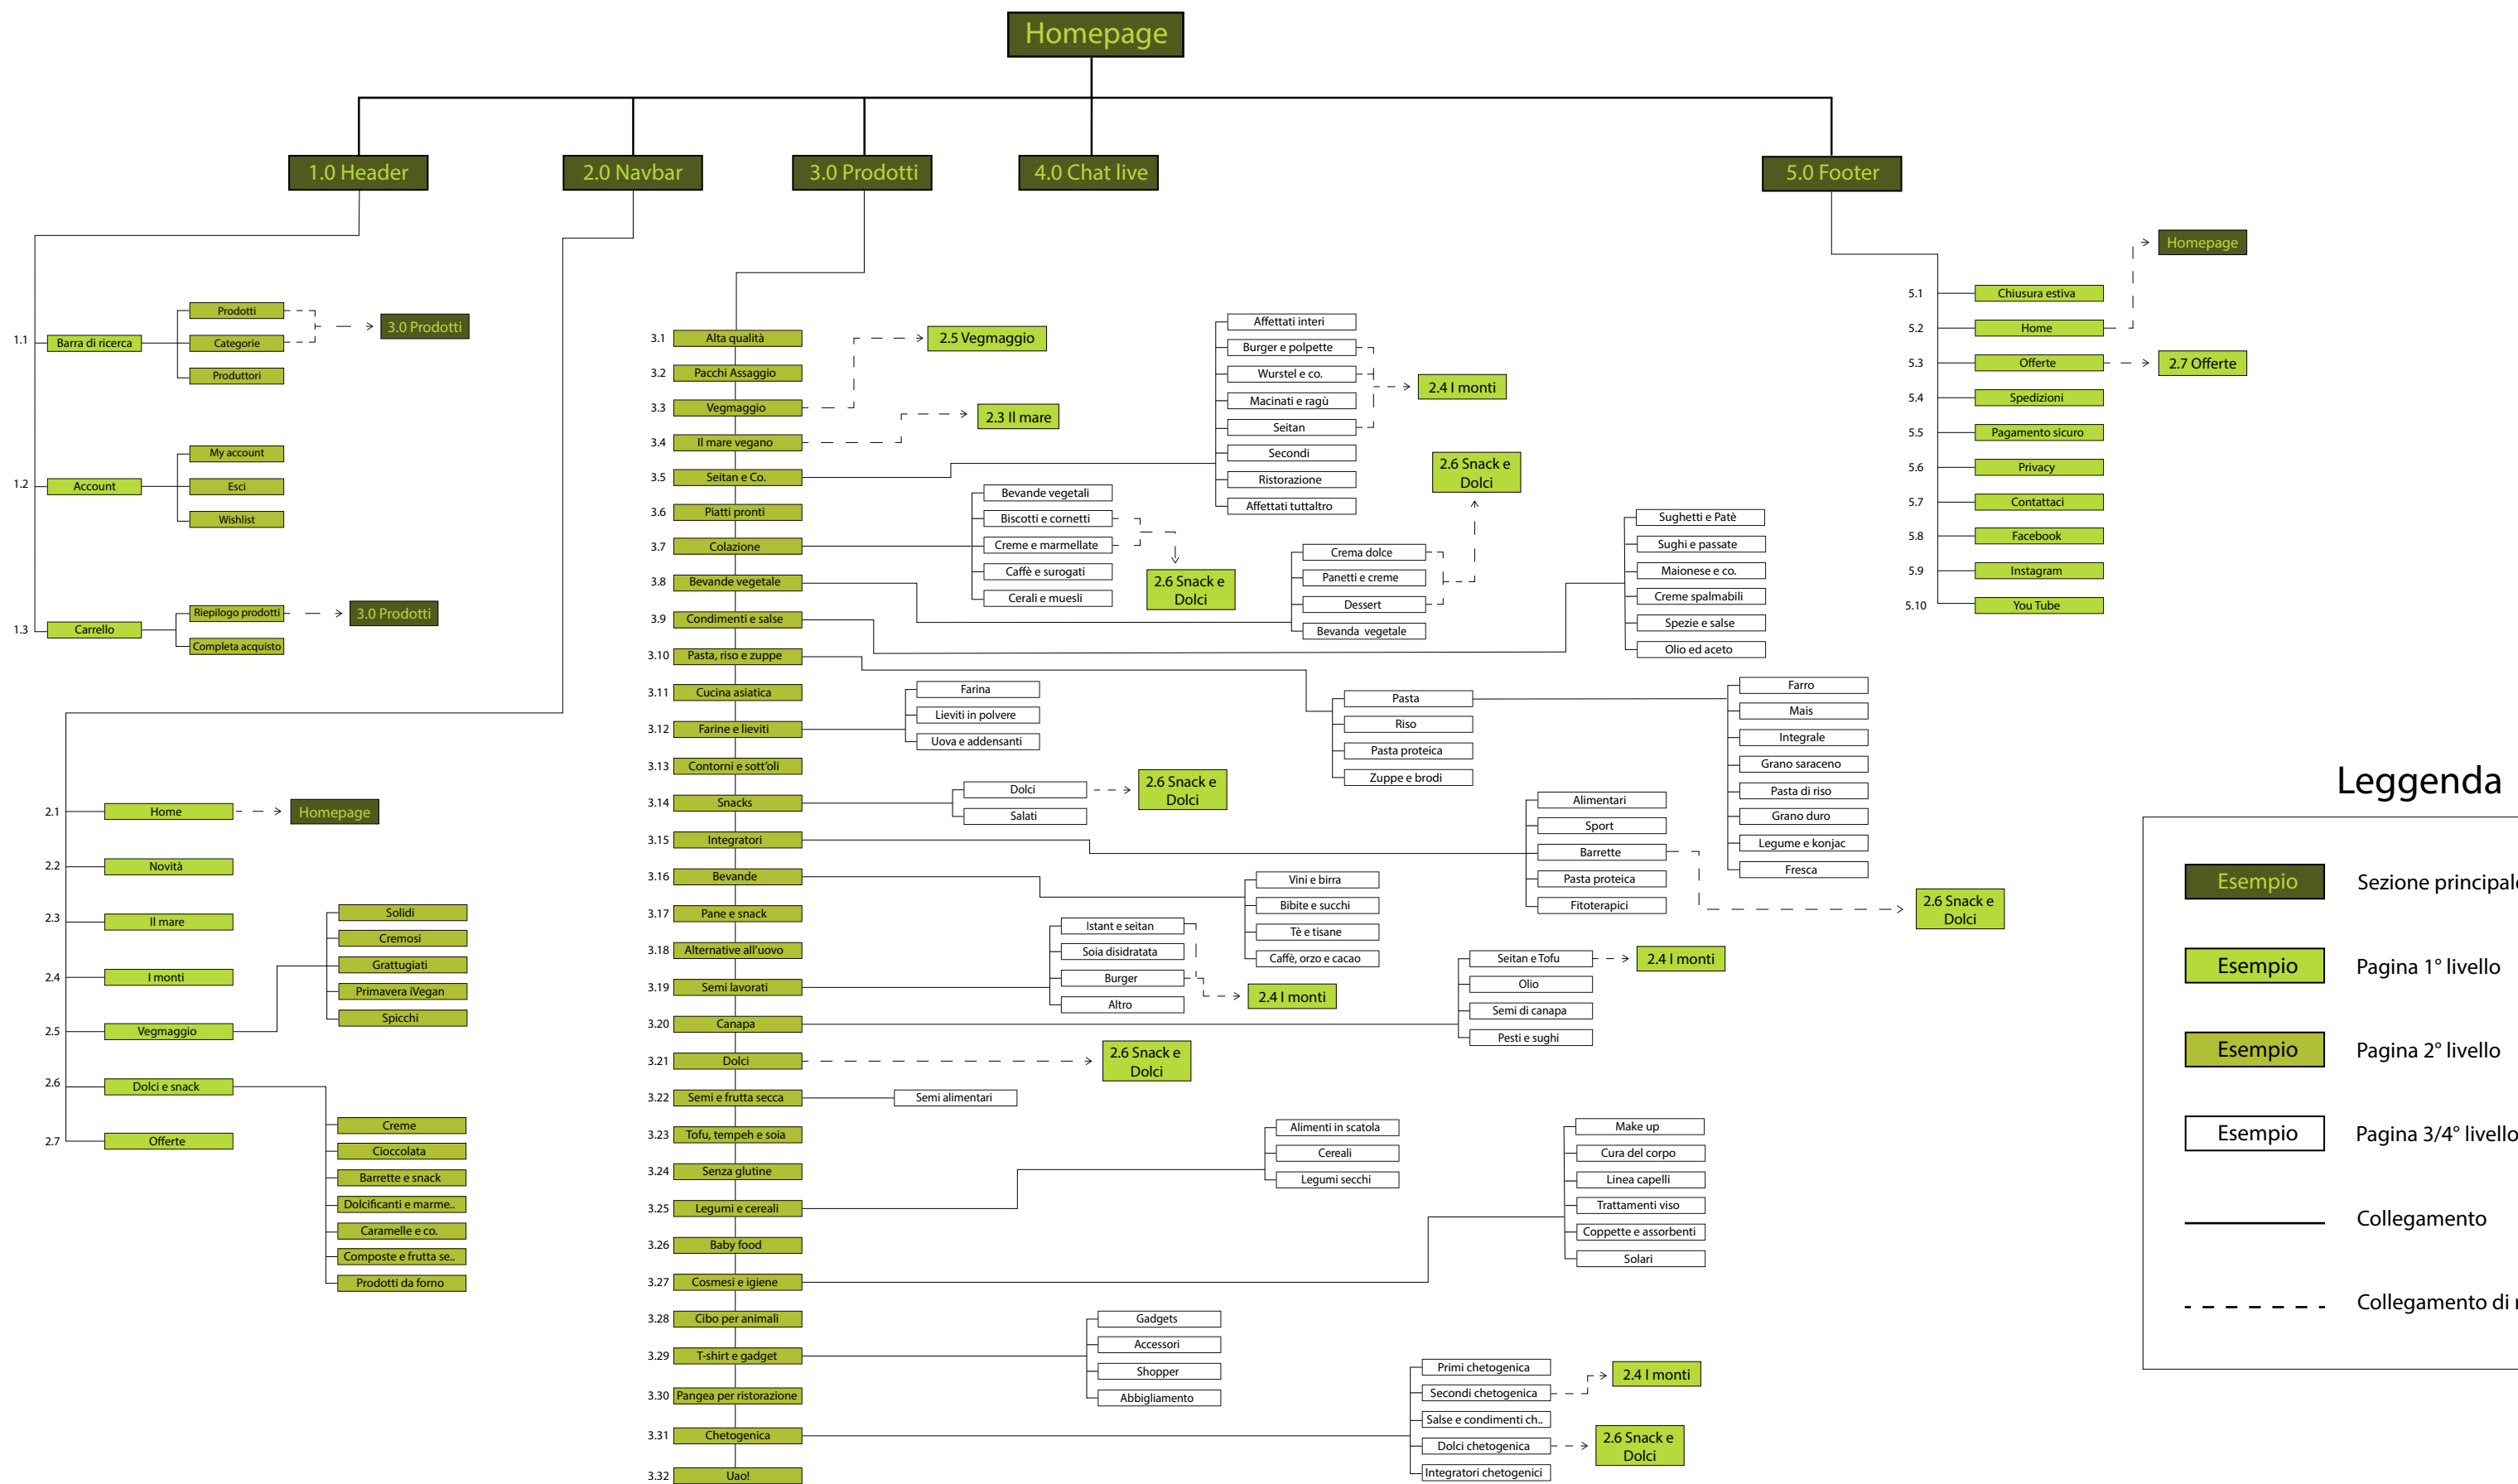 Homepage
1.0 Header
2.0 Navbar
3.0 Prodotti
4.0 Chat live
5.0 Footer
1.1
Barra di ricerca
Prodotti
Categorie
Produttori
3.0 Prodotti
1.2
Account
My account
Esci
Wishlist
1.3
Carrello
Riepilogo prodotti
Completa acquisto
3.0 Prodotti
2.1
Home
Homepage
2.2
Novità
2.3
Il mare
2.4
I monti
2.5
Vegmaggio
Solidi
Cremosi
Grattugiati
Primavera iVegan
Spicchi
2.6
Dolci e snack
Creme
Cioccolata
Barrette e snack
Dolcificanti e marme..
Caramelle e co.
Composte e frutta se..
Prodotti da forno
2.7
Offerte
3.1
Alta qualità
3.2
Pacchi Assaggio
3.3
Vegmaggio
2.5 Vegmaggio
3.4
Il mare vegano
2.3 Il mare
3.5
Seitan e Co.
Affettati interi
Burger e polpette
Wurstel e co.
Macinati e ragù
Seitan
Secondi
Ristorazione
Affettati tuttaltro
2.4 I monti
3.6
Piatti pronti
3.7
Colazione
Bevande vegetali
Biscotti e cornetti
Creme e marmellate
Caffè e surogati
Cerali e muesli
2.6 Snack e
Dolci
3.8
Bevande vegetale
Crema dolce
Panetti e creme
Dessert
Bevanda vegetale
2.6 Snack e
Dolci
3.9
Condimenti e salse
Sughetti e Patè
Sughi e passate
Maionese e co.
Creme spalmabili
Spezie e salse
Olio ed aceto
3.10
Pasta, riso e zuppe
Pasta
Riso
Pasta proteica
Zuppe e brodi
Farro
Mais
Integrale
Grano saraceno
Pasta di riso
Grano duro
Legume e konjac
Fresca
3.11
Cucina asiatica
3.12
Farine e lieviti
Farina
Lieviti in polvere
Uova e addensanti
3.13
Contorni e sott'oli
3.14
Snacks
Dolci
Salati
2.6 Snack e
Dolci
3.15
Integratori
Alimentari
Sport
Barrette
Pasta proteica
Fitoterapici
2.6 Snack e
Dolci
3.16
Bevande
Vini e birra
Bibite e succhi
Tè e tisane
Caffè, orzo e cacao
3.17
Pane e snack
3.18
Alternative all'uovo
3.19
Semi lavorati
Istant e seitan
Soia disidratata
Burger
Altro
2.4 I monti
3.20
Canapa
Seitan e Tofu
Olio
Semi di canapa
Pesti e sughi
2.4 I monti
3.21
Dolci
2.6 Snack e
Dolci
3.22
Semi e frutta secca
Semi alimentari
3.23
Tofu, tempeh e soia
3.24
Senza glutine
3.25
Legumi e cereali
Alimenti in scatola
Cereali
Legumi secchi
3.26
Baby food
3.27
Cosmesi e igiene
Make up
Cura del corpo
Linea capelli
Trattamenti viso
Coppette e assorbenti
Solari
3.28
Cibo per animali
3.29
T-shirt e gadget
Gadgets
Accessori
Shopper
Abbigliamento
3.30
Pangea per ristorazione
3.31
Chetogenica
Primi chetogenica
Secondi chetogenica
Salse e condimenti ch..
Dolci chetogenica
Integratori chetogenici
2.4 I monti
2.6 Snack e
Dolci
3.32
Uao!
5.1
Chiusura estiva
5.2
Home
Homepage
5.3
Offerte
2.7 Offerte
5.4
Spedizioni
5.5
Pagamento sicuro
5.6
Privacy
5.7
Contattaci
5.8
Facebook
5.9
Instagram
5.10
You Tube
Leggenda
Esempio
Sezione principale
Esempio
Pagina 1° livello
Esempio
Pagina 2° livello
Esempio
Pagina 3/4° livello
Collegamento
Collegamento di